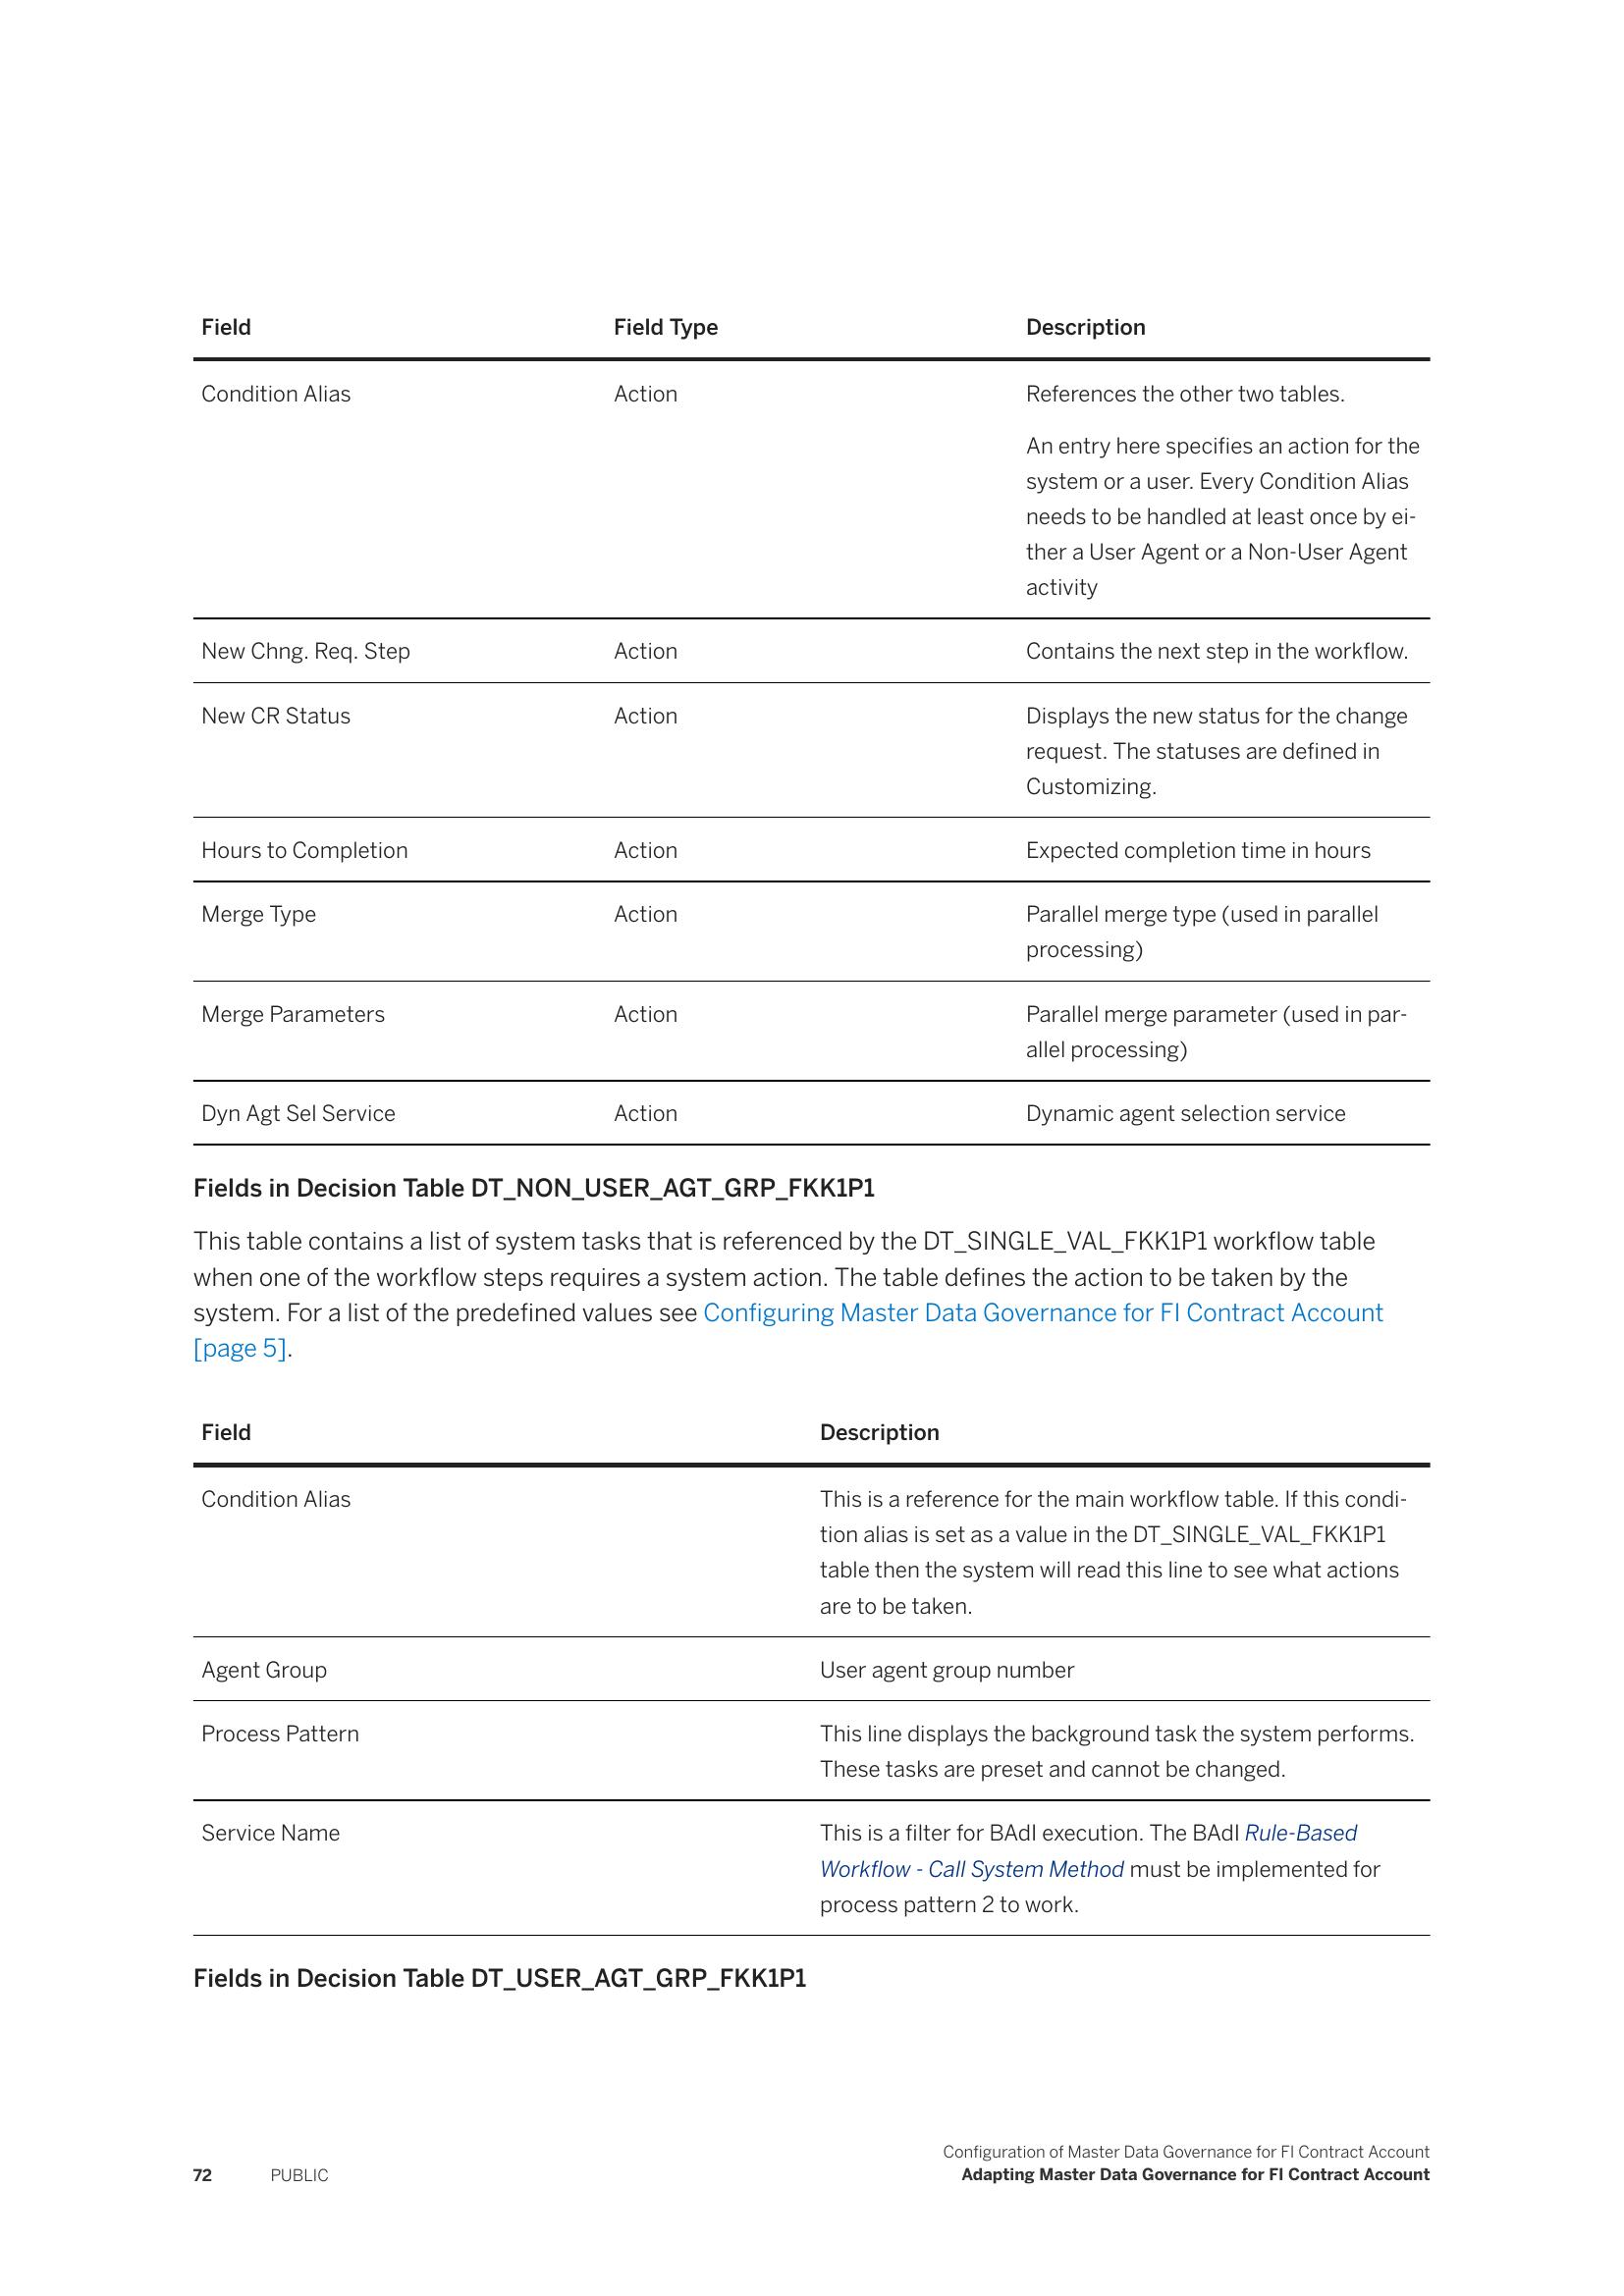 Field Field Type Description
Condition Alias Action References the other two tables.
An entry here specifies an action for the
system or a user. Every Condition Alias
needs to be handled at least once by ei-
ther a User Agent or a Non-User Agent
activity
New Chng. Req. Step Action Contains the next step in the workflow.
New CR Status Action Displays the new status for the change
request. The statuses are defined in
Customizing.
Hours to Completion Action Expected completion time in hours
Merge Type Action Parallel merge type (used in parallel
processing)
Merge Parameters Action Parallel merge parameter (used in par-
allel processing)
Dyn Agt Sel Service Action Dynamic agent selection service
Fields in Decision Table DT_NON_USER_AGT_GRP_FKK1P1
This table contains a list of system tasks that is referenced by the DT_SINGLE_VAL_FKK1P1 workflow table
when one of the workflow steps requires a system action. The table defines the action to be taken by the
system. For a list of the predefined values see Configuring Master Data Governance for FI Contract Account
[page 5].
Field Description
Condition Alias This is a reference for the main workflow table. If this condi-
tion alias is set as a value in the DT_SINGLE_VAL_FKK1P1
table then the system will read this line to see what actions
are to be taken.
Agent Group User agent group number
Process Pattern This line displays the background task the system performs.
These tasks are preset and cannot be changed.
Service Name This is a filter for BAdI execution. The BAdI Rule-Based
Workflow - Call System Method must be implemented for
process pattern 2 to work.
Fields in Decision Table DT_USER_AGT_GRP_FKK1P1
Configuration of Master Data Governance for FI Contract Account
72 PUBLIC Adapting Master Data Governance for FI Contract Account